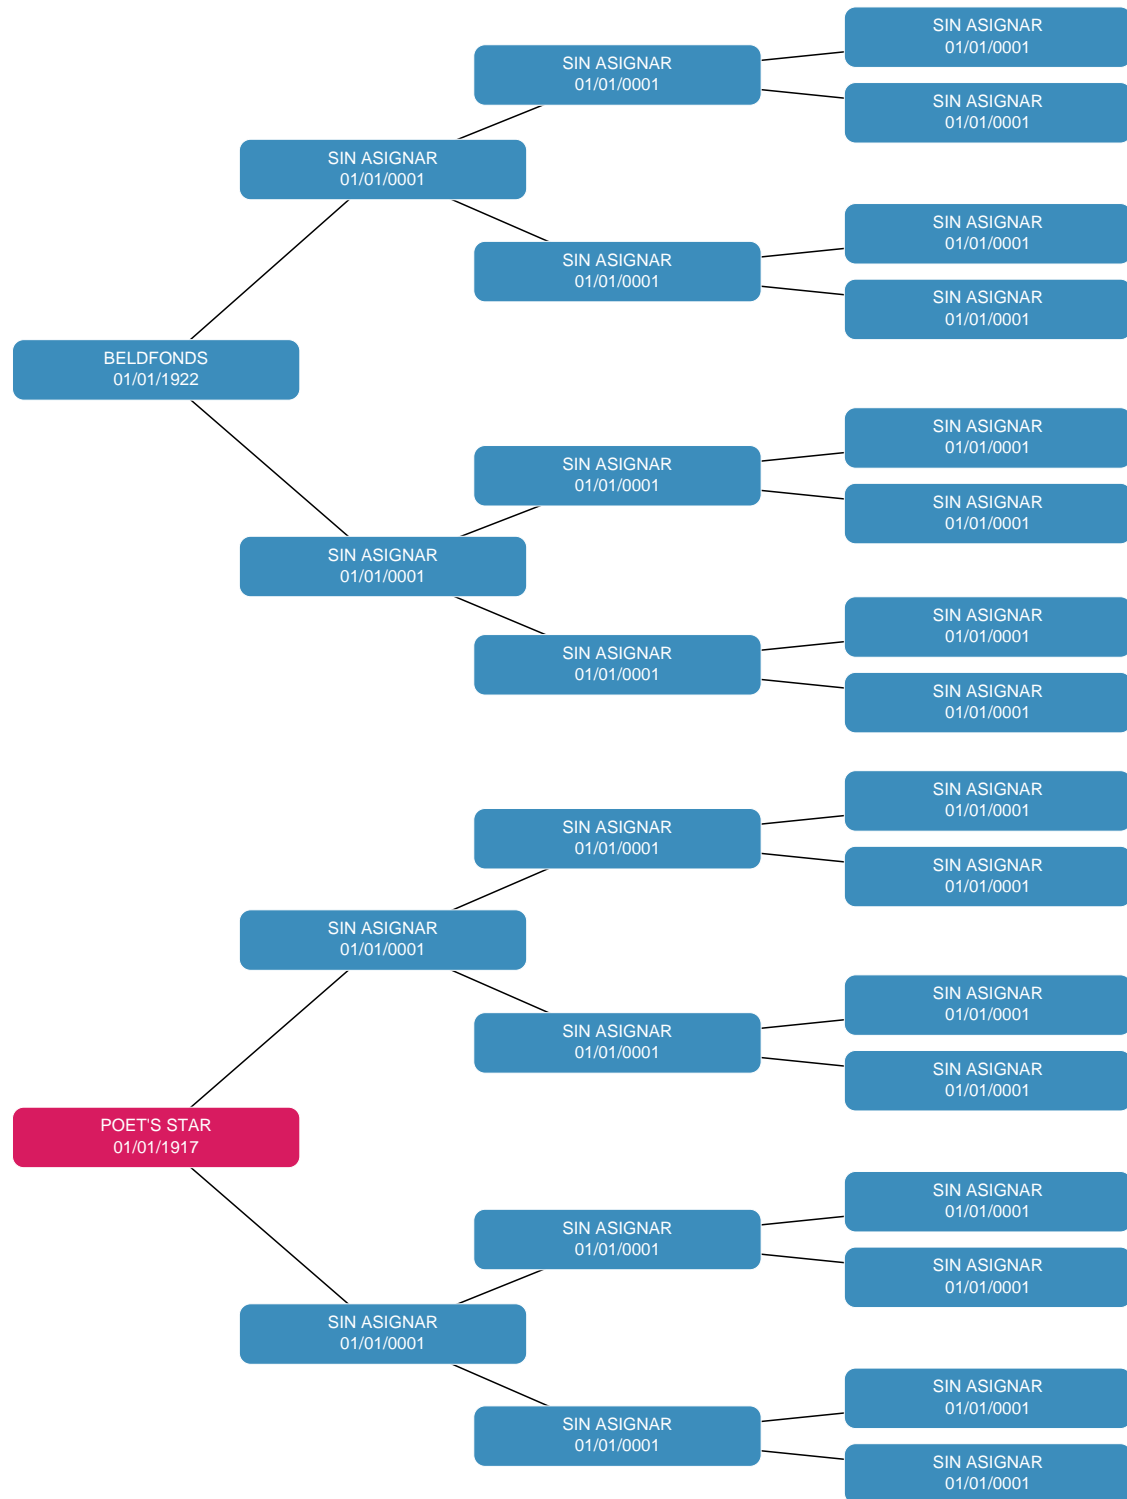 SIN ASIGNAR
01/01/0001
SIN ASIGNAR
01/01/0001
SIN ASIGNAR
01/01/0001
SIN ASIGNAR
01/01/0001
SIN ASIGNAR
01/01/0001
SIN ASIGNAR
01/01/0001
SIN ASIGNAR
01/01/0001
BELDFONDS
01/01/1922
SIN ASIGNAR
01/01/0001
SIN ASIGNAR
01/01/0001
SIN ASIGNAR
01/01/0001
SIN ASIGNAR
01/01/0001
SIN ASIGNAR
01/01/0001
SIN ASIGNAR
01/01/0001
SIN ASIGNAR
01/01/0001
SIN ASIGNAR
01/01/0001
SIN ASIGNAR
01/01/0001
SIN ASIGNAR
01/01/0001
SIN ASIGNAR
01/01/0001
SIN ASIGNAR
01/01/0001
SIN ASIGNAR
01/01/0001
SIN ASIGNAR
01/01/0001
POET'S STAR
01/01/1917
SIN ASIGNAR
01/01/0001
SIN ASIGNAR
01/01/0001
SIN ASIGNAR
01/01/0001
SIN ASIGNAR
01/01/0001
SIN ASIGNAR
01/01/0001
SIN ASIGNAR
01/01/0001
SIN ASIGNAR
01/01/0001